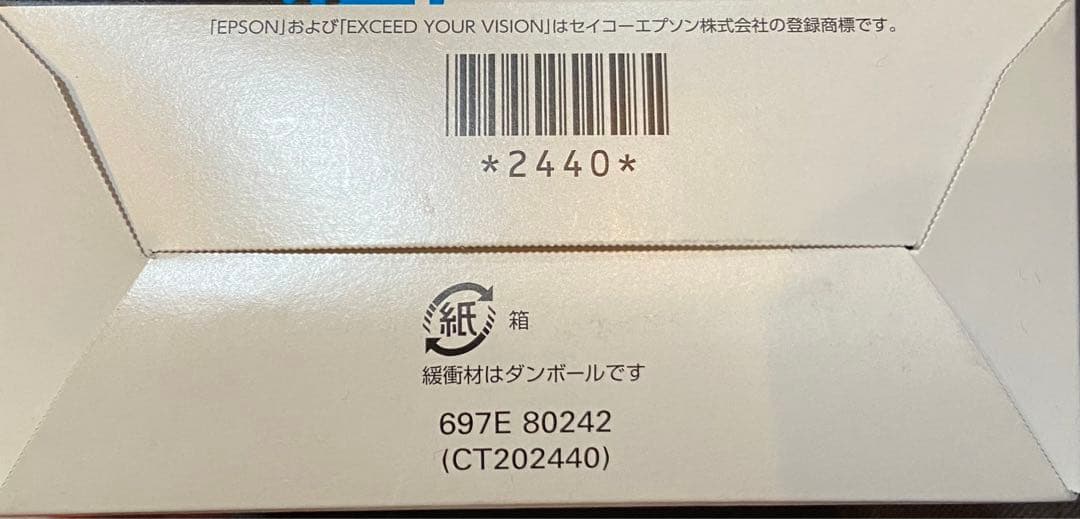 「EPSON」および「EXCEED YOUR VISION」はセイコーエプソン株式会社の登録商標です。
*2440*
紙 箱
緩衝材はダンボールです
697E 80242
(CT202440)